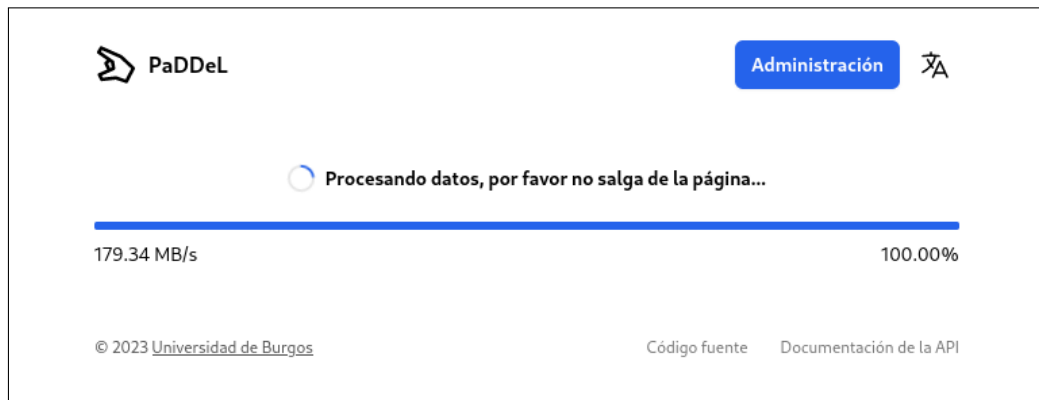 PaDDeL
Administración
Procesando datos, por favor no salga de la página...
179.34 MB/s 100.00%
© 2023 Universidad de Burgos Código fuente Documentación de la API